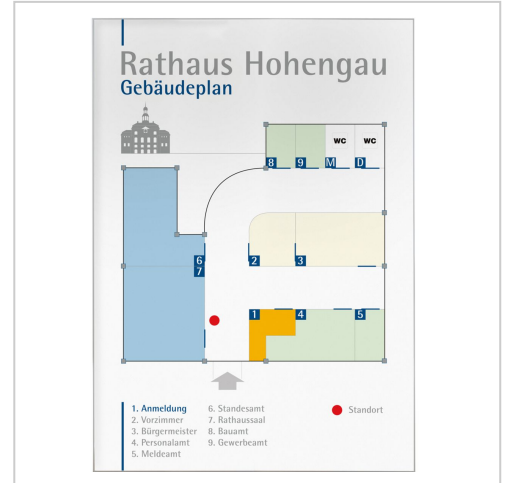 Rathaus Hohengau
Gebäudeplan
WC WC
8 9 M D
6 2 3
7
1 4 5
1. Anmeldung
2. Vorzimmer
3. Bürgermeister
4. Personalamt
5. Meldeamt
6. Standesamt
7. Rathaussaal
8. Bauamt
9. Gewerbeamt
Standort